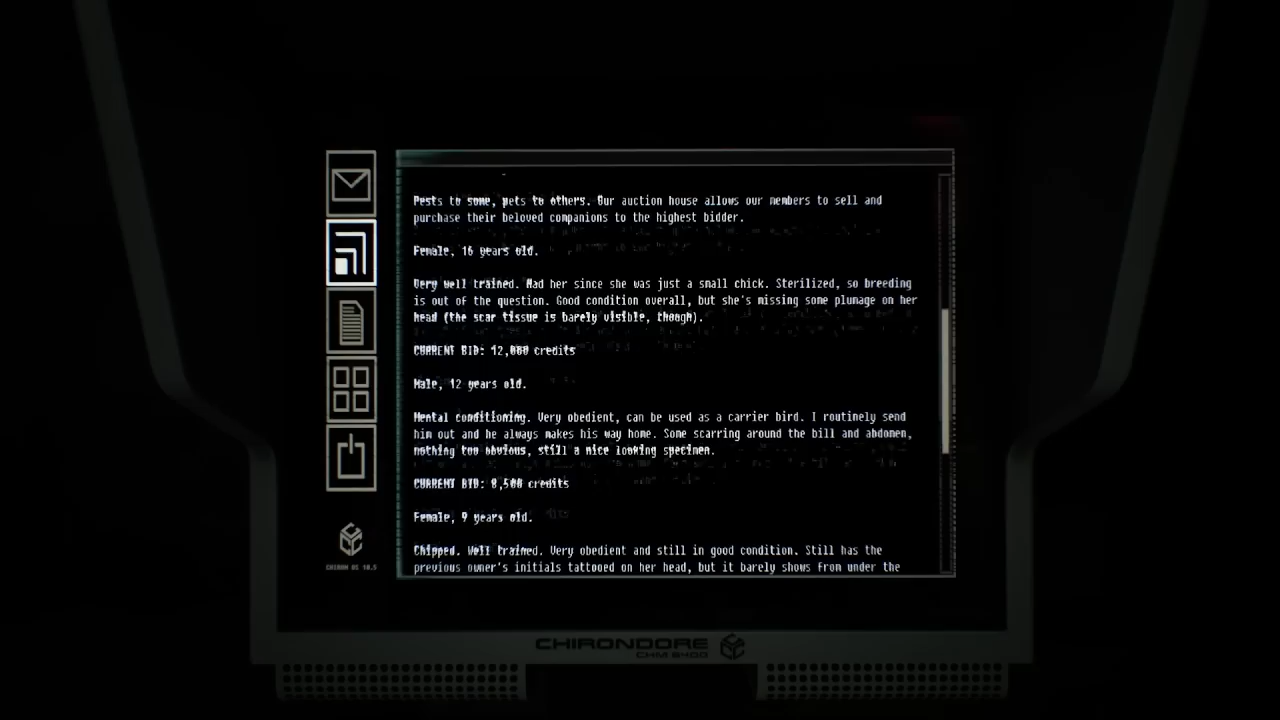 Pests to some, pets to others. Our auction house allows our members to sell and
purchase their beloved companions to the highest bidder.
Female, 16 years old.
Very well trained. Had her since she was just a small chick. Sterilized, so breeding
is out of the question. Good condition overall, but she's missing some plumage on her
head (the scar tissue is barely visible, though).
CURRENT BID: 12,000 credits
Male, 12 years old.
Mental conditioning. Very obedient, can be used as a carrier bird. I routinely send
him out and he always makes his way home. Some scarring around the bill and abdomen,
nothing too obvious, still a nice looking specimen.
CURRENT BID: 8,500 credits
Female, 9 years old.
Chipped. Well trained. Very obedient and still in good condition. Still has the
previous owner's initials tattooed on her head, but it barely shows from under the
CHIRON OS 10.5
CHIRONDORE
CHM 6400